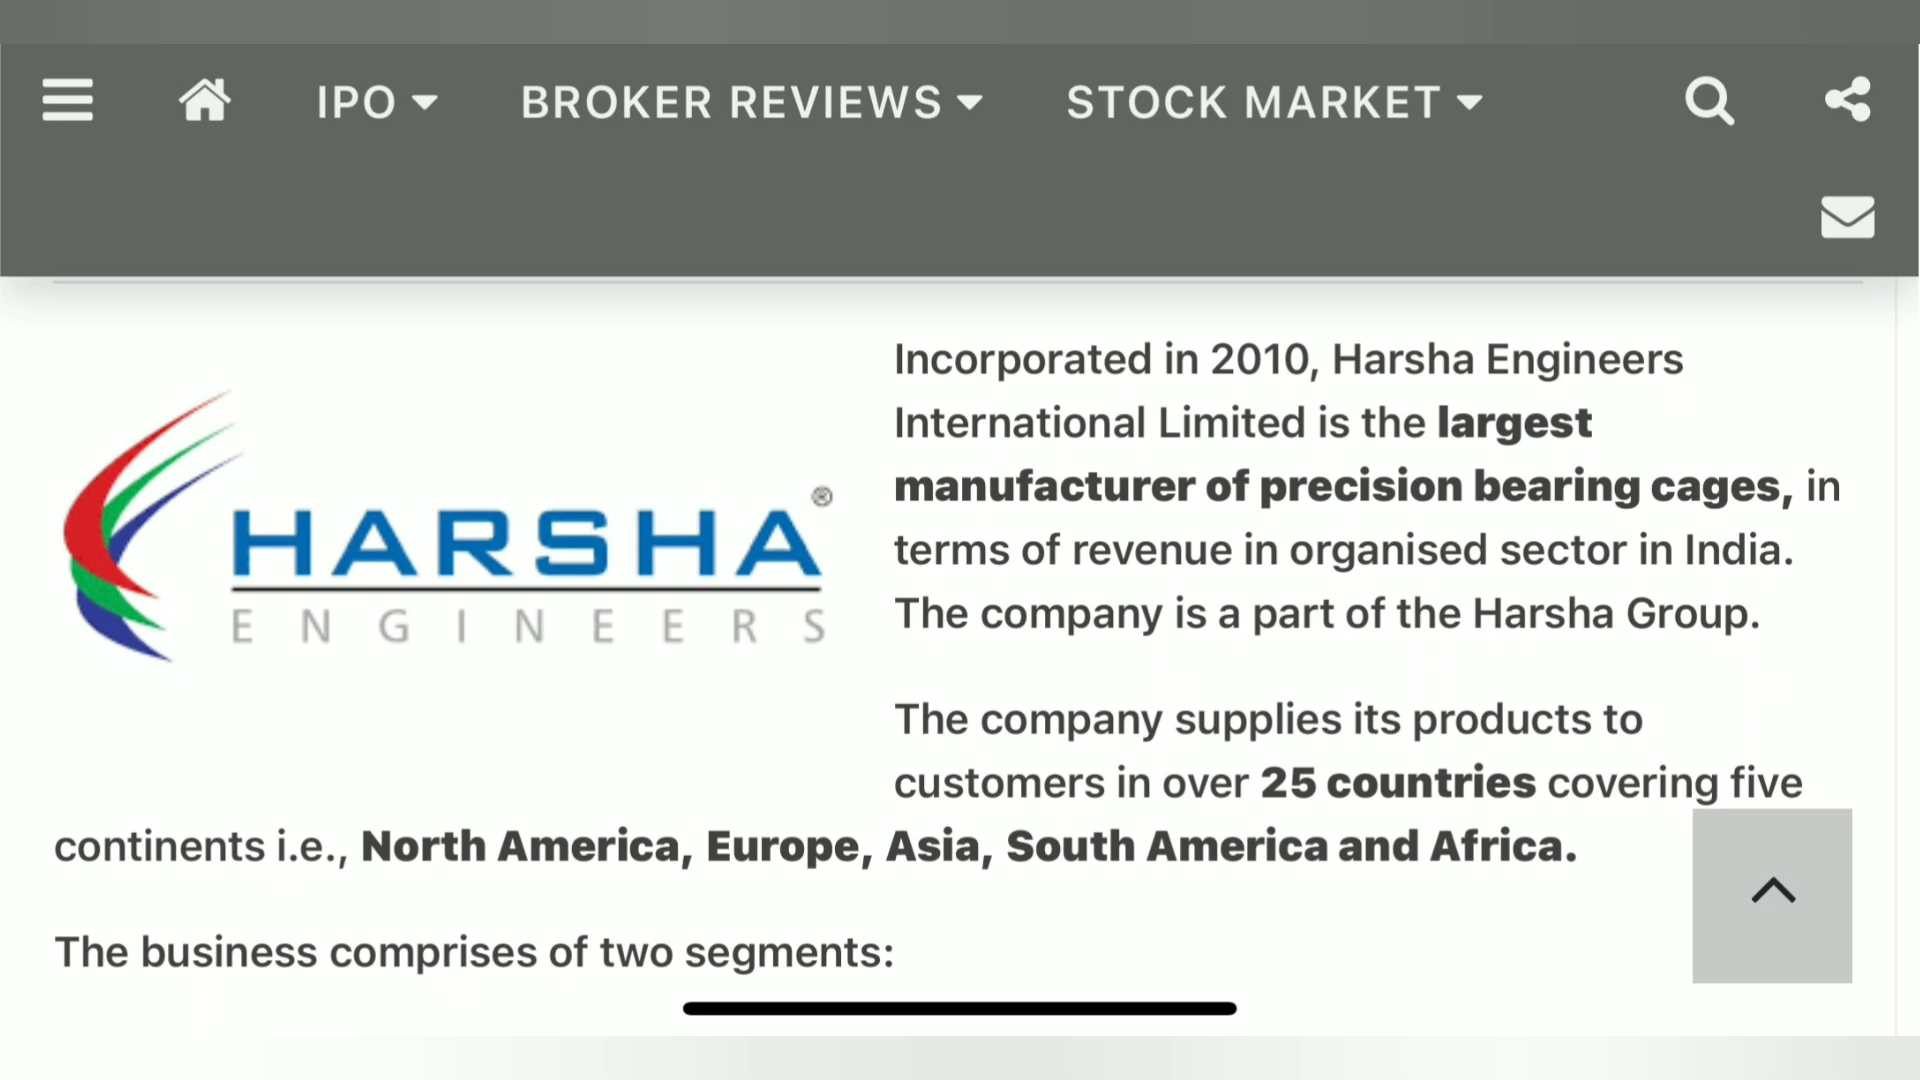 IPO
BROKER REVIEWS
STOCK MARKET
HARSHA®
ENGINEERS
Incorporated in 2010, Harsha Engineers
International Limited is the largest
manufacturer of precision bearing cages, in
terms of revenue in organised sector in India.
The company is a part of the Harsha Group.
The company supplies its products to
customers in over 25 countries covering five
continents i.e., North America, Europe, Asia, South America and Africa.
The business comprises of two segments: